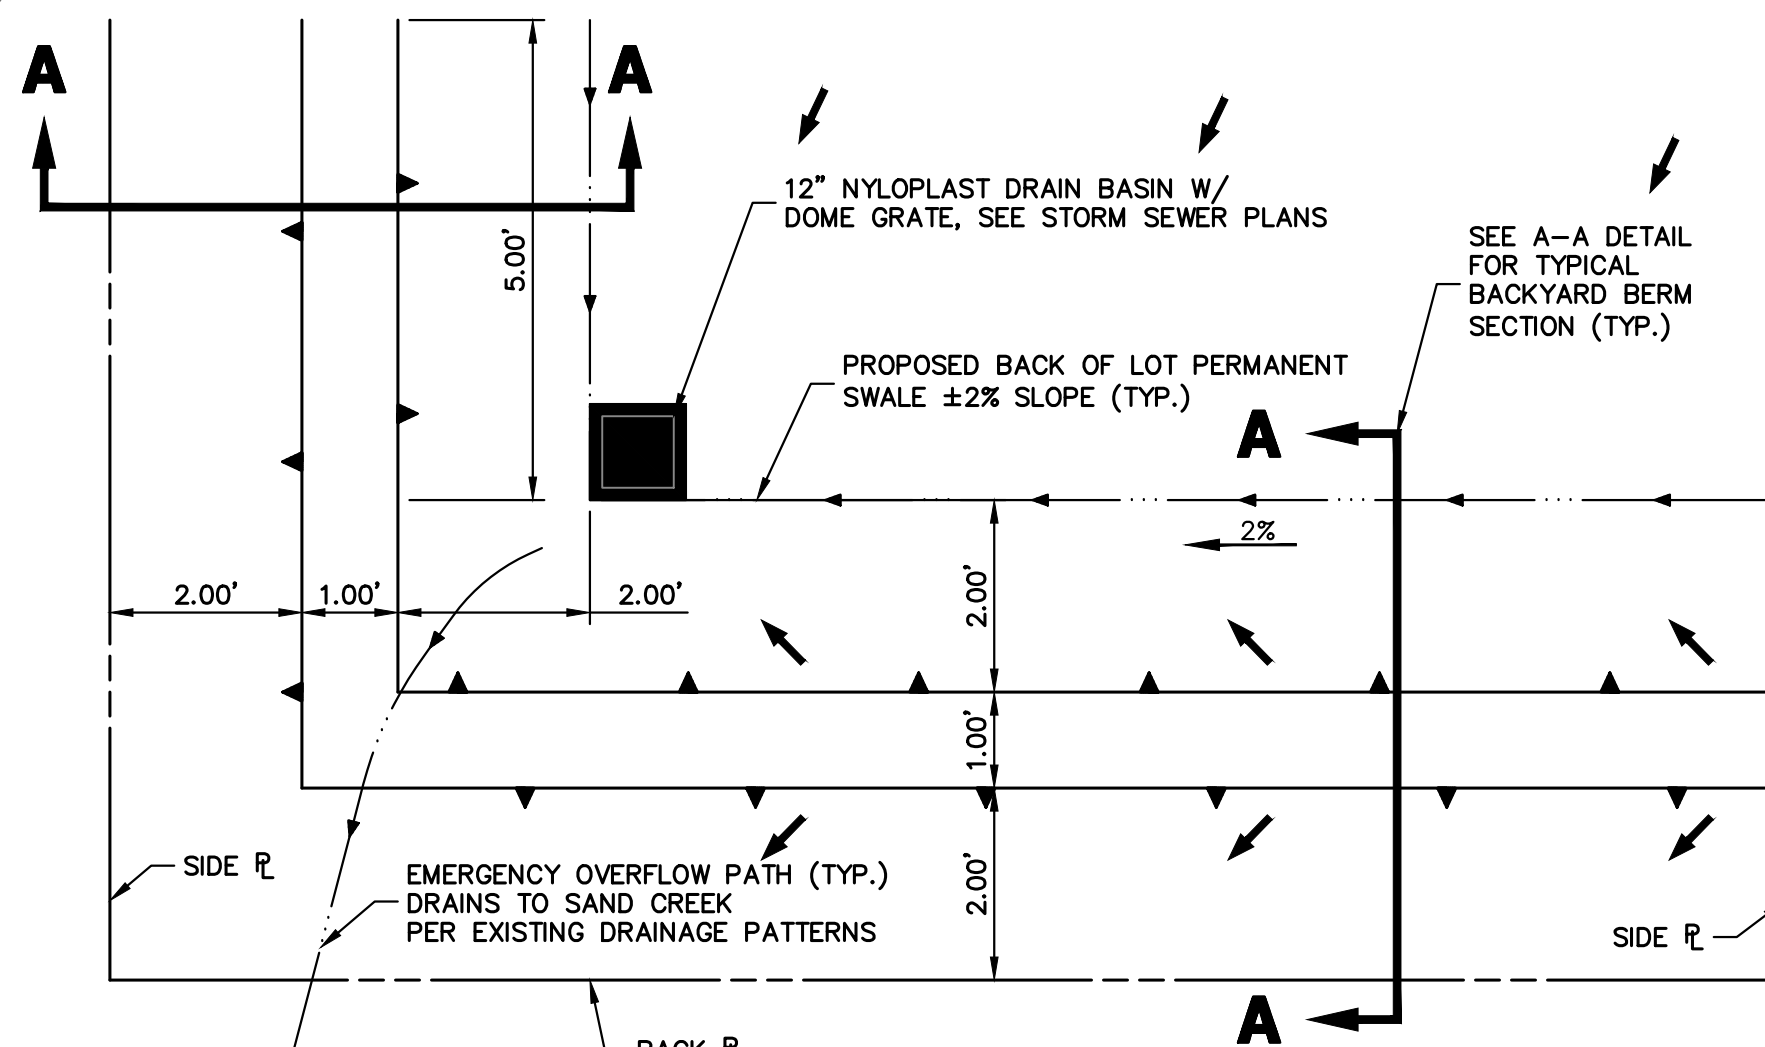 A
A
12” NYLOPLAST DRAIN BASIN W/
DOME GRATE, SEE STORM SEWER PLANS
5.00’
SEE A-A DETAIL
FOR TYPICAL
BACKYARD BERM
SECTION (TYP.)
PROPOSED BACK OF LOT PERMANENT
SWALE ±2% SLOPE (TYP.)
A
2%
2.00’
1.00’
2.00’
2.00’
1.00’
2.00’
SIDE ℄
EMERGENCY OVERFLOW PATH (TYP.)
DRAINS TO SAND CREEK
PER EXISTING DRAINAGE PATTERNS
SIDE PL
A
BACK PL